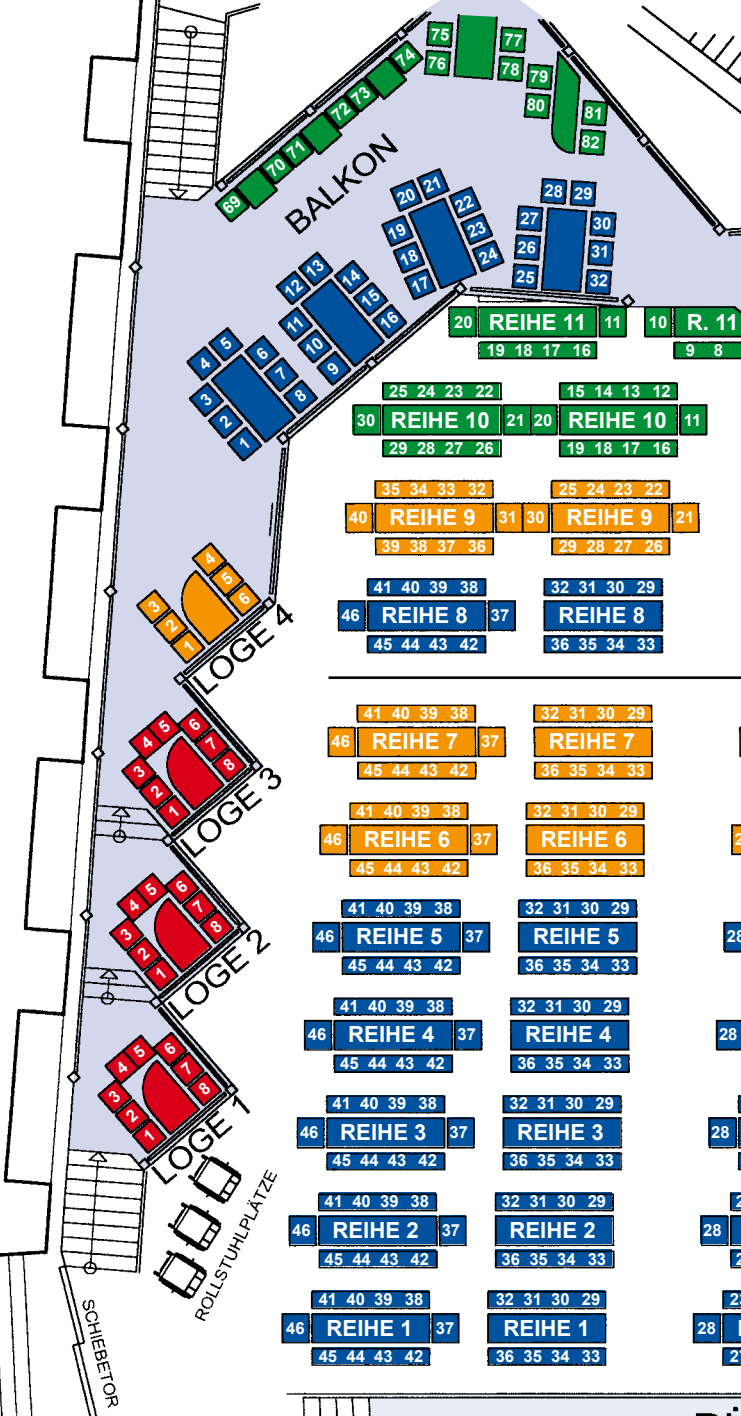 75 77
76 78 79
74 80 81
73 82
72
71
70
69
BALKON
20 21 28 29
19 22 27 30
18 23 26 31
17 24 25 32
12 13 14
11 15
10 16
9
4 5 6
3 7
2 8
1
20 REIHE 11 11 10 R. 11
19 18 17 16 9 8
25 24 23 22 15 14 13 12
30 REIHE 10 21 20 REIHE 10 11
29 28 27 26 19 18 17 16
35 34 33 32 25 24 23 22
40 REIHE 9 31 30 REIHE 9 21
39 38 37 36 29 28 27 26
4
3 5
2 6
1
LOGE 4
41 40 39 38 32 31 30 29
46 REIHE 8 37 REIHE 8
45 44 43 42 36 35 34 33
4 5 6
3 7
2 8
1
LOGE 3
41 40 39 38 32 31 30 29
46 REIHE 7 37 REIHE 7
45 44 43 42 36 35 34 33
41 40 39 38 32 31 30 29
46 REIHE 6 37 REIHE 6
45 44 43 42 36 35 34 33
4 5 6
3 7
2 8
1
LOGE 2
41 40 39 38 32 31 30 29
46 REIHE 5 37 REIHE 5 28
45 44 43 42 36 35 34 33
41 40 39 38 32 31 30 29
46 REIHE 4 37 REIHE 4 28
45 44 43 42 36 35 34 33
4 5 6
3 7
2 8
1
LOGE 1
41 40 39 38 32 31 30 29
46 REIHE 3 37 REIHE 3 28
45 44 43 42 36 35 34 33
ROLLSTUHLPLÄTZE
41 40 39 38 32 31 30 29
46 REIHE 2 37 REIHE 2 28
45 44 43 42 36 35 34 33
SCHIEBETOR
41 40 39 38 32 31 30 29
46 REIHE 1 37 REIHE 1 28
45 44 43 42 36 35 34 33